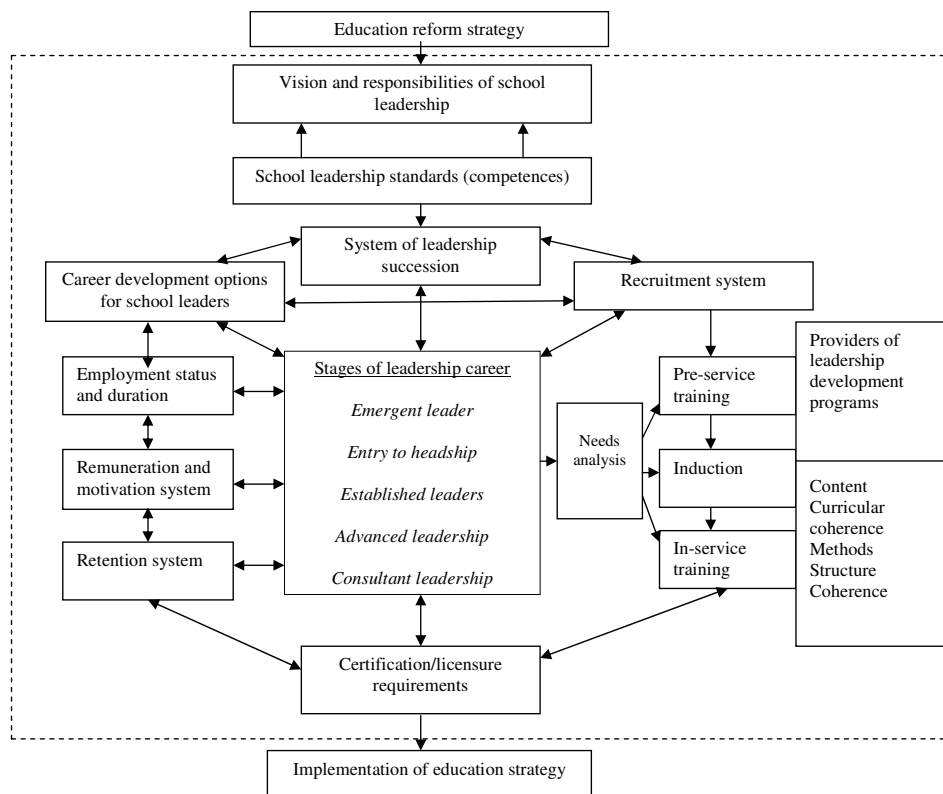 Education reform strategy
Vision and responsibilities of school
leadership
School leadership standards (competences)
System of leadership
succession
Career development options
for school leaders
Recruitment system
Employment status
and duration
Remuneration and
motivation system
Retention system
Stages of leadership career
Emergent leader
Entry to headship
Established leaders
Advanced leadership
Consultant leadership
Needs
analysis
Pre-service
training
Induction
In-service
training
Providers of
leadership
development
programs
Content
Curricular
coherence
Methods
Structure
Coherence
Certification/licensure
requirements
Implementation of education strategy